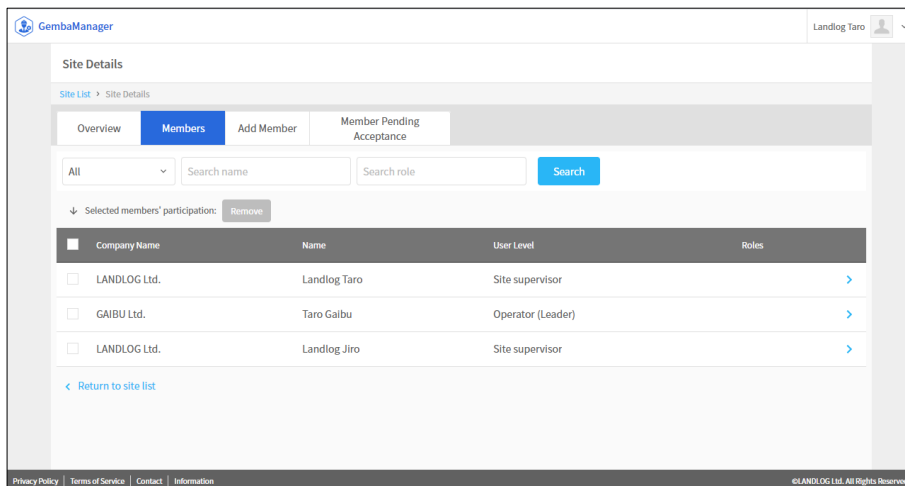 GembaManager
Landlog Taro
Site Details
Site List > Site Details
Overview
Members
Add Member
Member Pending
Acceptance
All
Search name
Search role
Search
Selected members' participation:
Remove
Company Name Name User Level Roles
LANDLOG Ltd. Landlog Taro Site supervisor
GAIBU Ltd. Taro Gaibu Operator (Leader)
LANDLOG Ltd. Landlog Jiro Site supervisor
Return to site list
Privacy Policy | Terms of Service | Contact | Information
©LANDLOG Ltd. All Rights Reserved